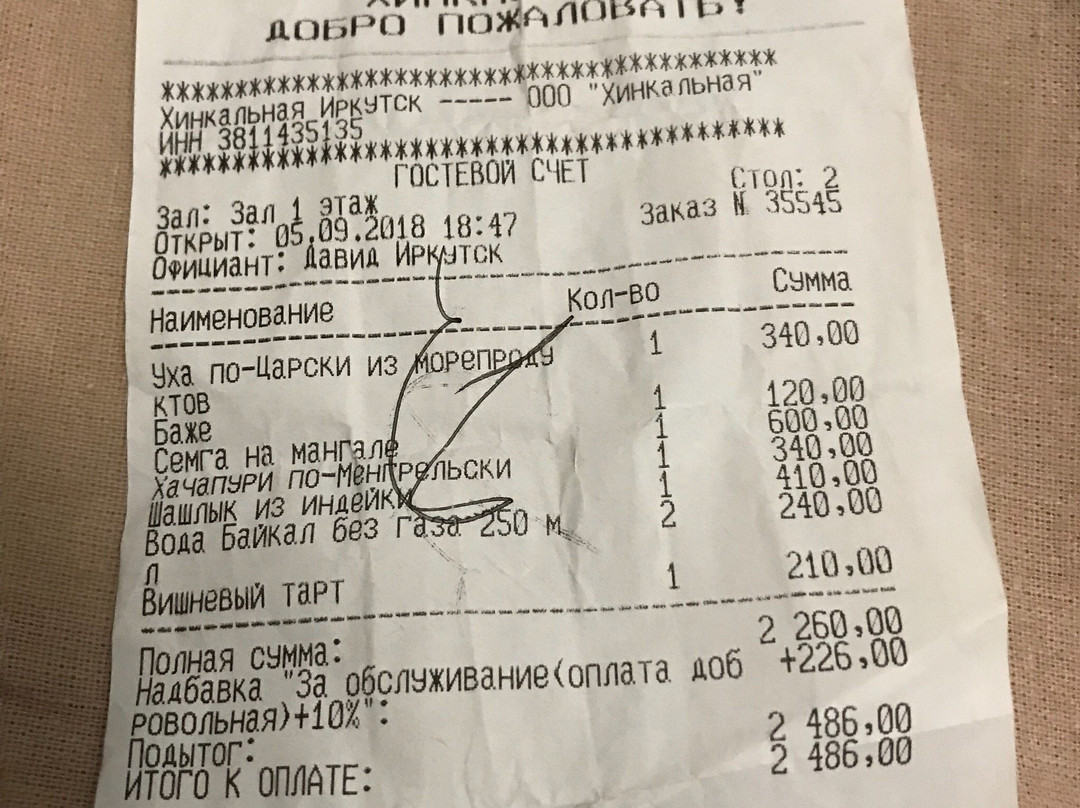 ДОБРО ПОЖАЛОВАТЬ!
******************************************
Хинкальная Иркутск ----- ООО "Хинкальная"
ИНН 3811435135
******************************************
ГОСТЕВОЙ СЧЕТ
Зал: Зал 1 этаж Стол: 2
Открыт: 05.09.2018 18:47 Заказ № 35545
Официант: Давид Иркутск
Наименование Кол-во Сумма
Уха по-Царски из морепроду 1 340,00
ктов
Баже 1 120,00
Семга на мангале 1 600,00
Хачапури по-Менгрельски 1 340,00
Шашлык из индейки 1 410,00
Вода Байкал без газа 250 м 2 240,00
л
Вишневый тарт 1 210,00
Полная сумма: 2 260,00
Надбавка "За обслуживание(оплата доб +226,00
ровольная)+10%":
Подытог: 2 486,00
ИТОГО К ОПЛАТЕ: 2 486,00